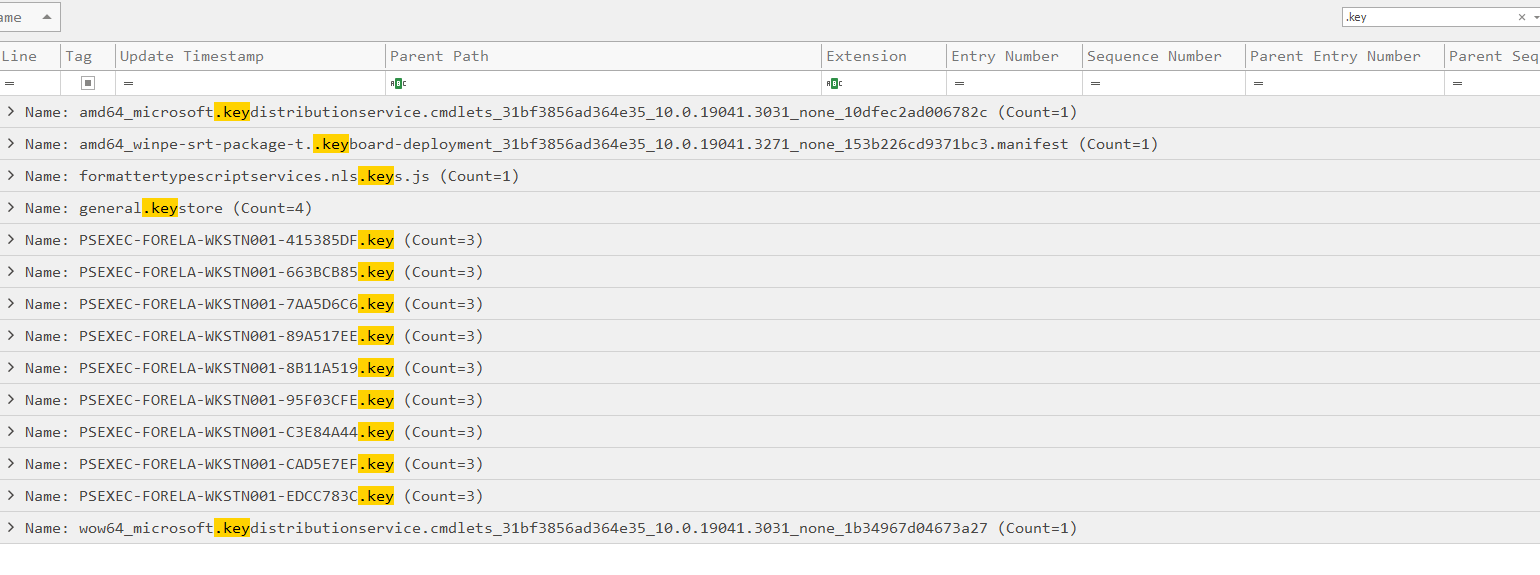 ame
.key
Line Tag Update Timestamp Parent Path Extension Entry Number Sequence Number Parent Entry Number Parent Seq
= = ABC ABC = = = =
Name: amd64_microsoft.keydistributionservice.cmdlets_31bf3856ad364e35_10.0.19041.3031_none_10dfec2ad006782c (Count=1)
Name: amd64_winpe-srt-package-t..keyboard-deployment_31bf3856ad364e35_10.0.19041.3271_none_153b226cd9371bc3.manifest (Count=1)
Name: formattertypescriptservices.nls.keys.js (Count=1)
Name: general.keystore (Count=4)
Name: PSEXEC-FORELA-WKSTN001-415385DF.key (Count=3)
Name: PSEXEC-FORELA-WKSTN001-663BCB85.key (Count=3)
Name: PSEXEC-FORELA-WKSTN001-7AA5D6C6.key (Count=3)
Name: PSEXEC-FORELA-WKSTN001-89A517EE.key (Count=3)
Name: PSEXEC-FORELA-WKSTN001-8B11A519.key (Count=3)
Name: PSEXEC-FORELA-WKSTN001-95F03CFE.key (Count=3)
Name: PSEXEC-FORELA-WKSTN001-C3E84A44.key (Count=3)
Name: PSEXEC-FORELA-WKSTN001-CAD5E7EF.key (Count=3)
Name: PSEXEC-FORELA-WKSTN001-EDCC783C.key (Count=3)
Name: wow64_microsoft.keydistributionservice.cmdlets_31bf3856ad364e35_10.0.19041.3031_none_1b34967d04673a27 (Count=1)